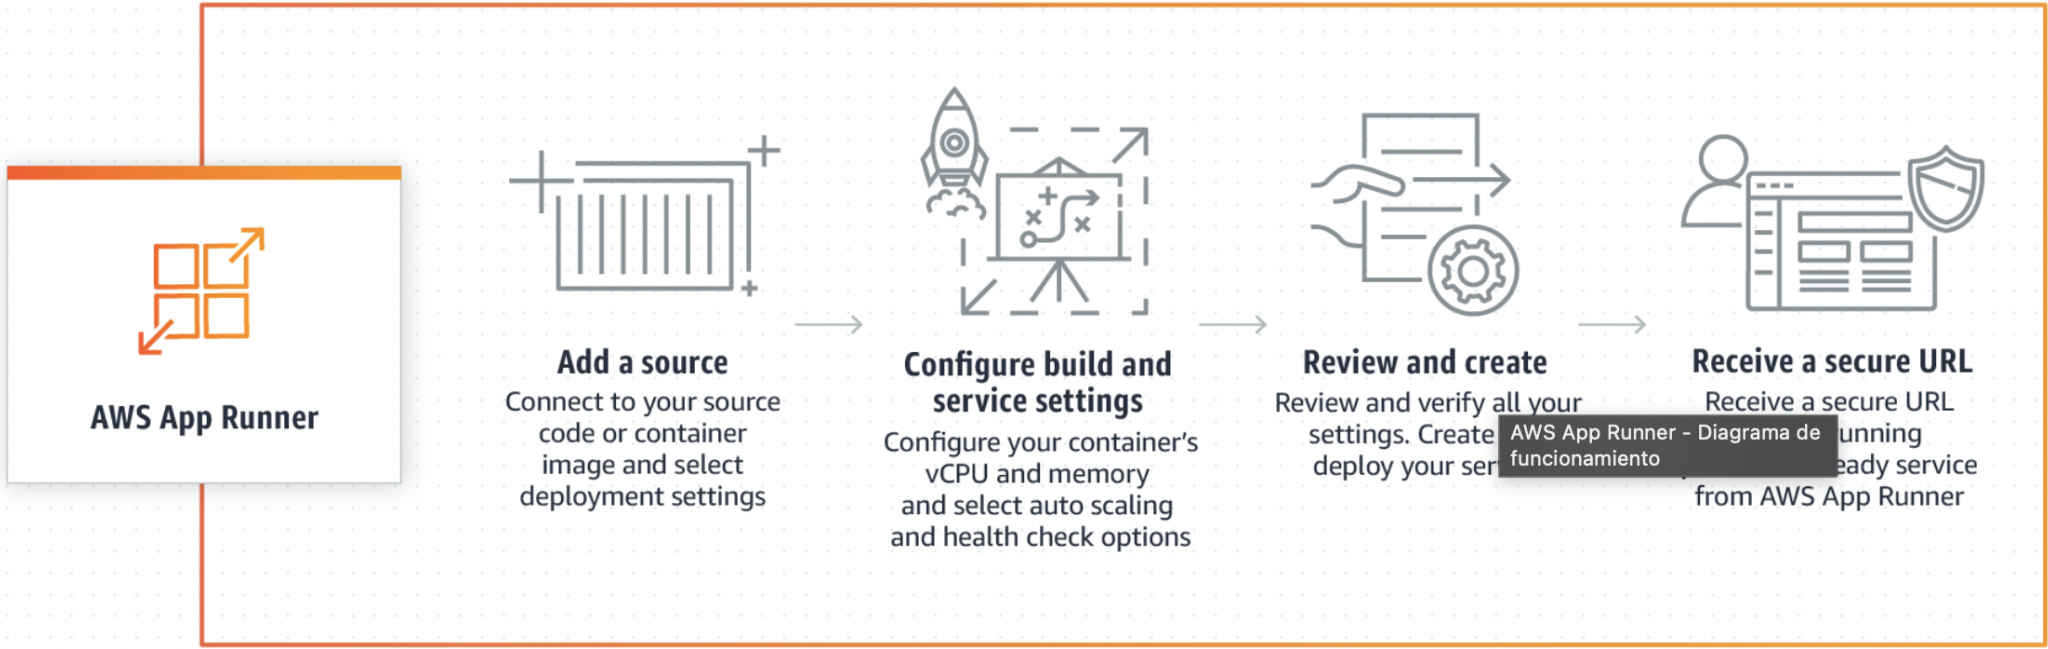 AWS App Runner
Add a source
Connect to your source
code or container
image and select
deployment settings
Configure build and
service settings
Configure your container's
vCPU and memory
and select auto scaling
and health check options
Review and create
Review and verify all your
settings. Create
deploy your
AWS App Runner - Diagrama de
funcionamiento
Receive a secure URL
Receive a secure URL
service
from AWS App Runner